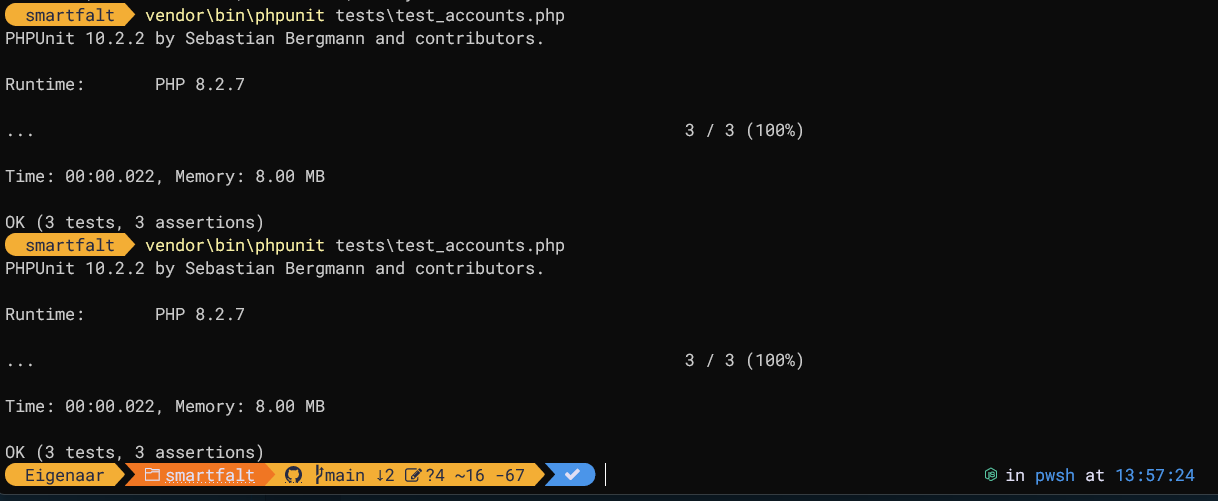 smartfalt vendor\bin\phpunit tests\test_accounts.php
PHPUnit 10.2.2 by Sebastian Bergmann and contributors.
Runtime: PHP 8.2.7
... 3 / 3 (100%)
Time: 00:00.022, Memory: 8.00 MB
OK (3 tests, 3 assertions)
smartfalt vendor\bin\phpunit tests\test_accounts.php
PHPUnit 10.2.2 by Sebastian Bergmann and contributors.
Runtime: PHP 8.2.7
... 3 / 3 (100%)
Time: 00:00.022, Memory: 8.00 MB
OK (3 tests, 3 assertions)
Eigenaar smartfalt main ↓2 ?4 ~16 -67 in pwsh at 13:57:24